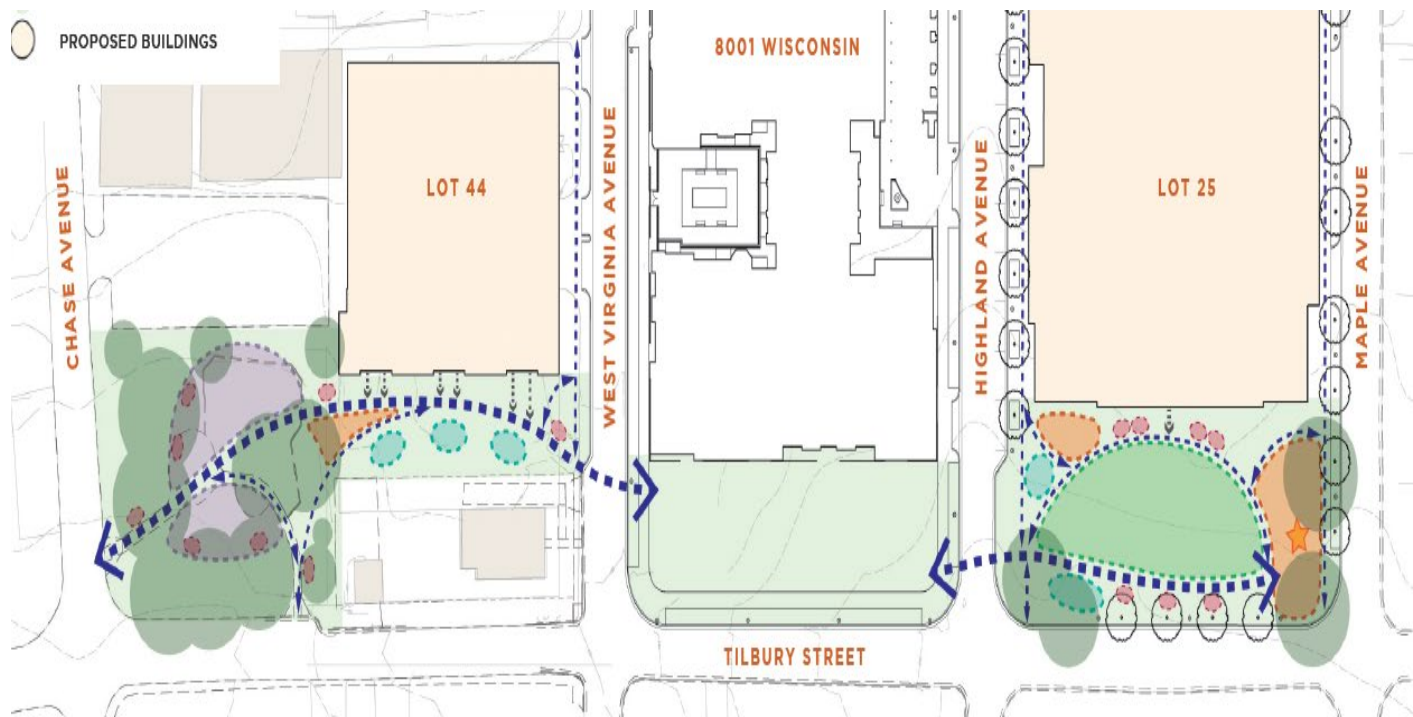 PROPOSED BUILDINGS
8001 WISCONSIN
LOT 44
LOT 25
CHASE AVENUE
WEST VIRGINIA AVENUE
HIGHLAND AVENUE
MAPLE AVENUE
TILBURY STREET